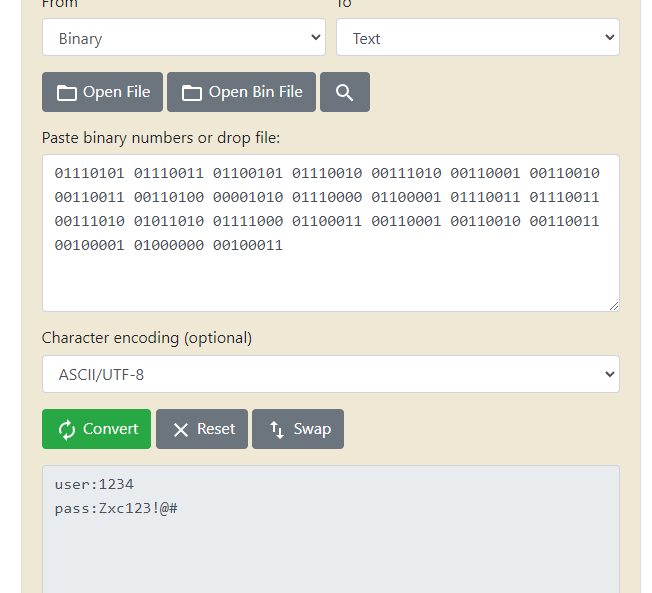 From To
Binary Text
Open File Open Bin File
Paste binary numbers or drop file:
01110101 01110011 01100101 01110010 00111010 00110001 00110010
00110011 00110100 00001010 01110000 01100001 01110011 01110011
00111010 01011010 01111000 01100011 00110001 00110010 00110011
00100001 01000000 00100011
Character encoding (optional)
ASCII/UTF-8
Convert Reset Swap
user:1234
pass:Zxc123!@#